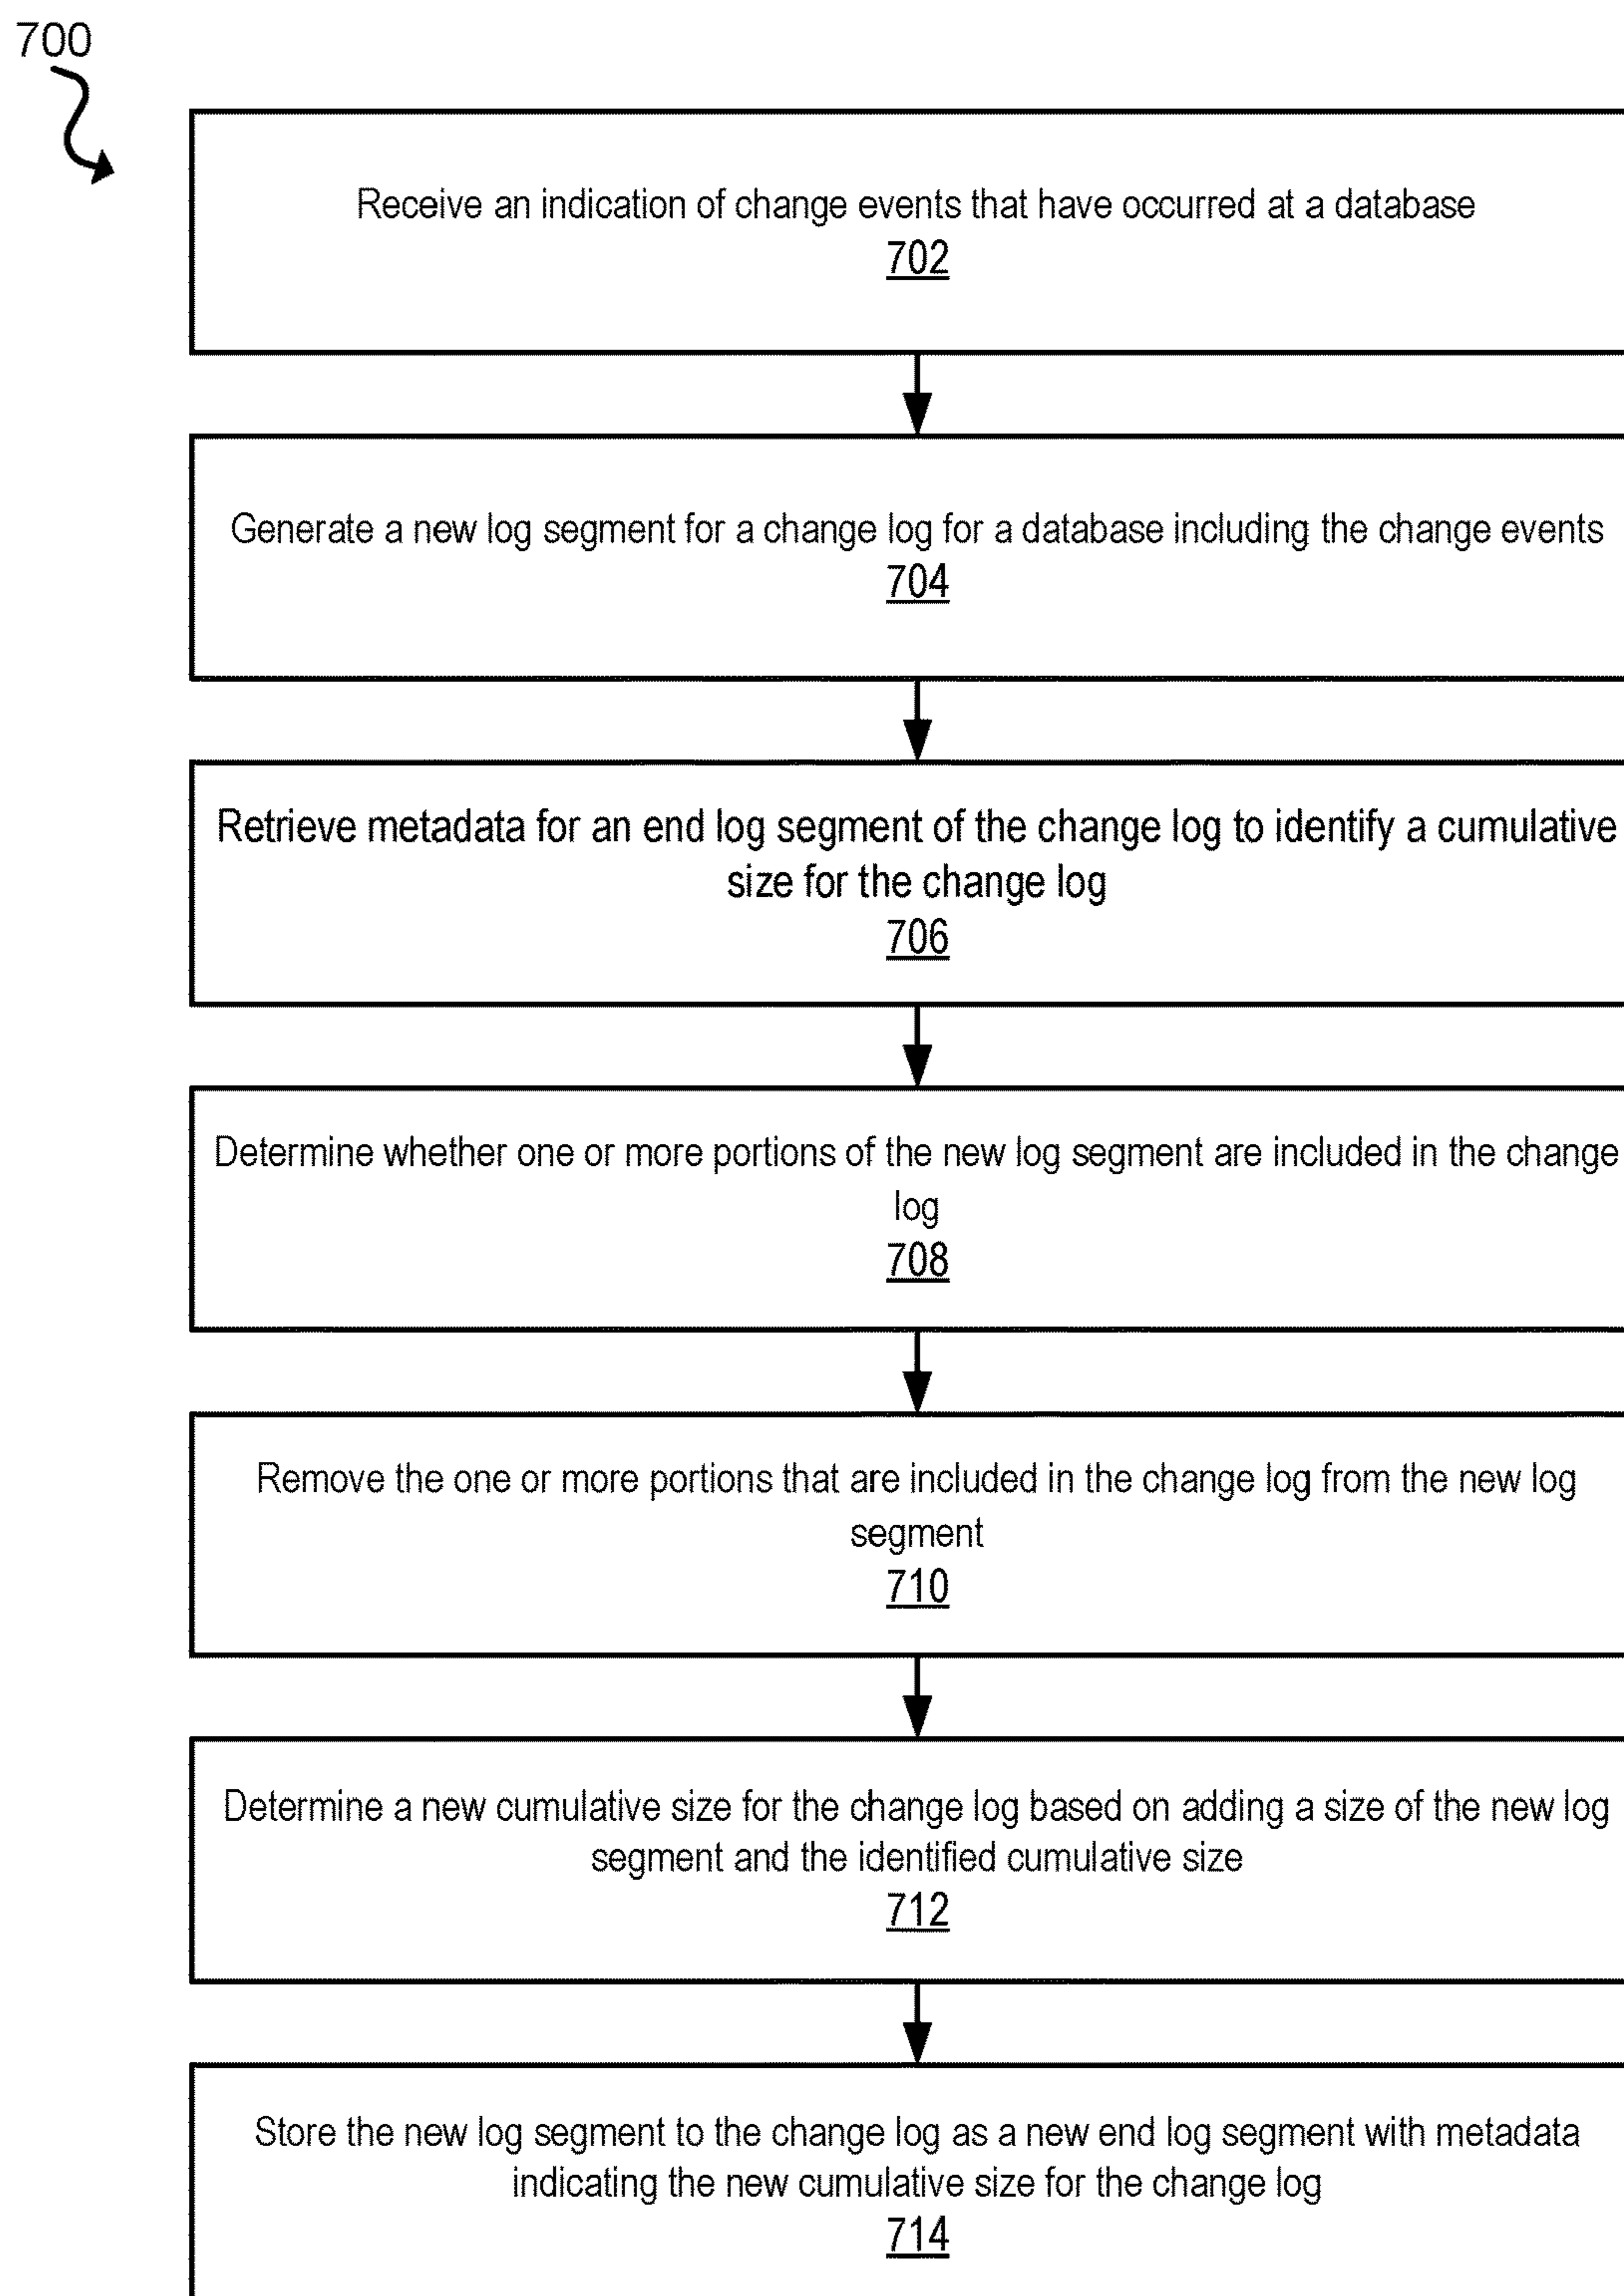 700
Receive an indication of change events that have occurred at a database
702
Generate a new log segment for a change log for a database including the change events
704
Retrieve metadata for an end log segment of the change log to identify a cumulative
size for the change log
706
Determine whether one or more portions of the new log segment are included in the change
log
708
Remove the one or more portions that are included in the change log from the new log
segment
710
Determine a new cumulative size for the change log based on adding a size of the new log
segment and the identified cumulative size
712
Store the new log segment to the change log as a new end log segment with metadata
indicating the new cumulative size for the change log
714